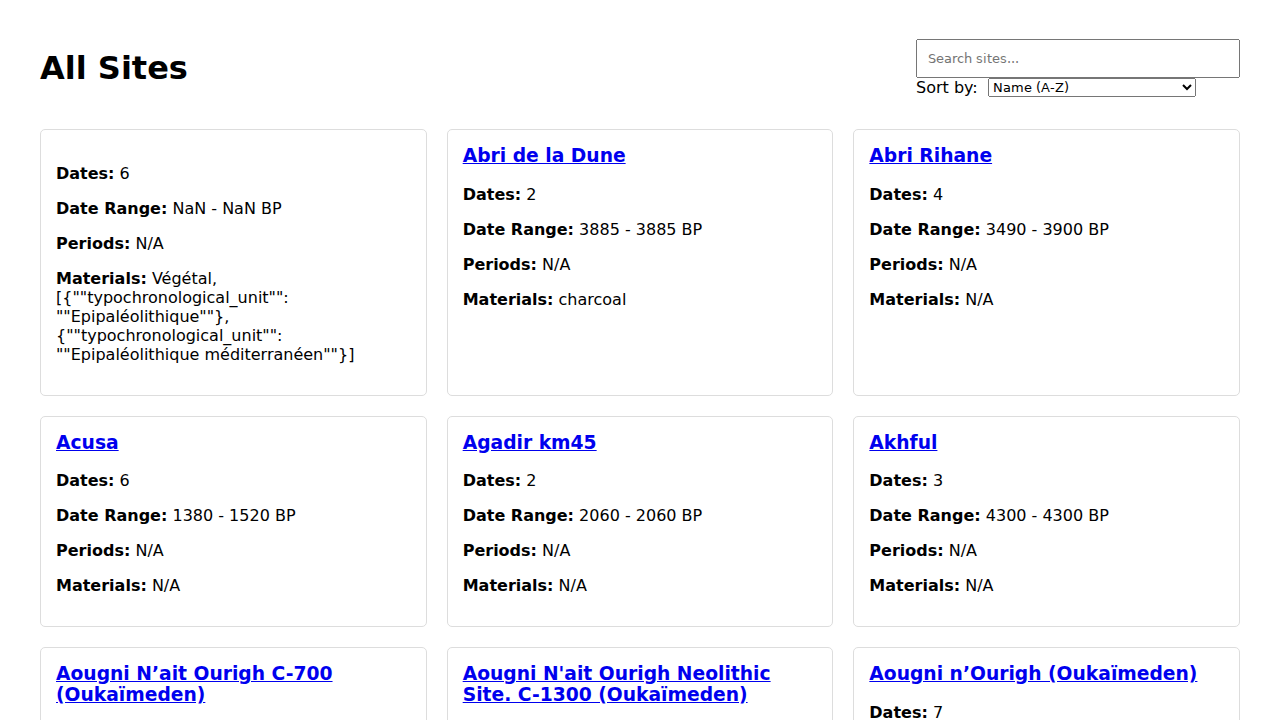 All Sites
Search sites...
Sort by: Name (A-Z)
Dates: 6
Date Range: NaN - NaN BP
Periods: N/A
Materials: Végétal,
[{""typochronological_unit"":
""Epipaléolithique""},
{""typochronological_unit"":
""Epipaléolithique méditerranéen""}]
Abri de la Dune
Dates: 2
Date Range: 3885 - 3885 BP
Periods: N/A
Materials: charcoal
Abri Rihane
Dates: 4
Date Range: 3490 - 3900 BP
Periods: N/A
Materials: N/A
Acusa
Dates: 6
Date Range: 1380 - 1520 BP
Periods: N/A
Materials: N/A
Agadir km45
Dates: 2
Date Range: 2060 - 2060 BP
Periods: N/A
Materials: N/A
Akhful
Dates: 3
Date Range: 4300 - 4300 BP
Periods: N/A
Materials: N/A
Aougni N’ait Ourigh C-700
(Oukaïmeden)
Aougni N'ait Ourigh Neolithic
Site. C-1300 (Oukaïmeden)
Aougni n’Ourigh (Oukaïmeden)
Dates: 7